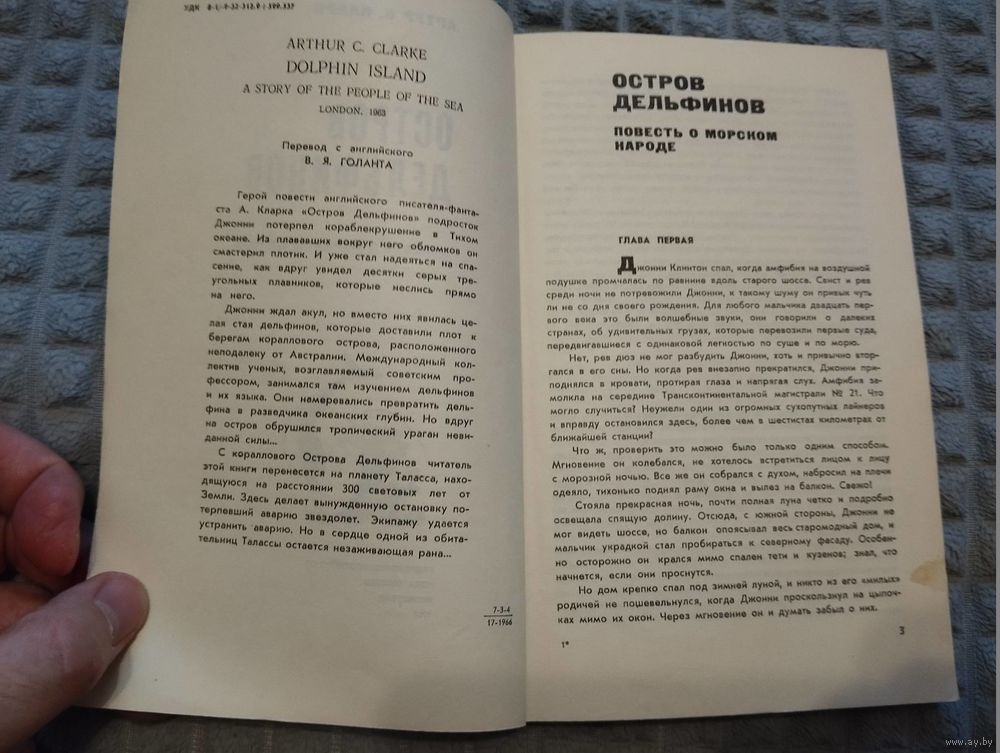 УДК 8-1/9-32-313.9 | 399.337
ARTHUR C. CLARKE
DOLPHIN ISLAND
A STORY OF THE PEOPLE OF THE SEA
LONDON, 1963
Перевод с английского
В. Я. ГОЛАНТА
Герой повести английского писателя-фанта-
ста А. Кларка «Остров Дельфинов» подросток
Джонни потерпел кораблекрушение в Тихом
океане. Из плававших вокруг него обломков он
смастерил плотик. И уже стал надеяться на спа-
сение, как вдруг увидел десятки серых тре-
угольных плавников, которые неслись прямо
на него.
Джонни ждал акул, но вместо них явилась це-
лая стая дельфинов, которые доставили плот к
берегам кораллового острова, расположенного
неподалеку от Австралии. Международный кол-
лектив ученых, возглавляемый советским про-
фессором, занимался там изучением дельфинов
и их языка. Они намеревались превратить дель-
фина в разведчика океанских глубин. Но вдруг
на остров обрушился тропический ураган неви-
данной силы...
С кораллового Острова Дельфинов читатель
этой книги перенесется на планету Таласса, нахо-
дящуюся на расстоянии 300 световых лет от
Земли. Здесь делает вынужденную остановку по-
терпевший аварию звездолет. Экипажу удается
устранить аварию. Но в сердце одной из обита-
тельниц Талассы остается незаживающая рана...
7-3-4
17-1966
ОСТРОВ
ДЕЛЬФИНОВ
ПОВЕСТЬ О МОРСКОМ
НАРОДЕ
ГЛАВА ПЕРВАЯ
Джонни Клинтон спал, когда амфибия на воздушной
подушке промчалась по равнине вдоль старого шоссе. Свист и рев
среди ночи не потревожили Джонни, к такому шуму он привык чуть
ли не со дня своего рождения. Для любого мальчика двадцать пер-
вого века это были волшебные звуки, они говорили о далеких
странах, об удивительных грузах, которые перевозили первые суда,
передвигавшиеся с одинаковой легкостью по суше и по морю.
Нет, рев дюз не мог разбудить Джонни, хоть и привычно втор-
гался в его сны. Но когда рев внезапно прекратился, Джонни при-
поднялся в кровати, протирая глаза и напрягая слух. Амфибия за-
молкла на середине Трансконтинентальной магистрали № 21. Что
могло случиться? Неужели один из огромных сухопутных лайнеров
и вправду остановился здесь, более чем в шестистах километрах от
ближайшей станции?
Что ж, проверить это можно было только одним способом.
Мгновение он колебался, не хотелось встретиться лицом к лицу
с морозной ночью. Все же он собрался с духом, набросил на плечи
одеяло, тихонько поднял раму окна и вылез на балкон. Свежо!
Стояла прекрасная ночь, почти полная луна четко и подробно
освещала спящую долину. Отсюда, с южной стороны, Джонни не
мог видеть шоссе, но балкон опоясывал весь старомодный дом, и
мальчик украдкой стал пробираться к северному фасаду. Особен-
но осторожно он крался мимо спален тети и кузенов; знал, что
начнется, если они проснутся.
Но дом крепко спал под зимней луной, и никто из его «милых»
родичей не пошевельнулся, когда Джонни проскользнул на цыпоч-
ках мимо их окон. Через мгновение он и думать забыл о них.
1*
3
www.ay.by